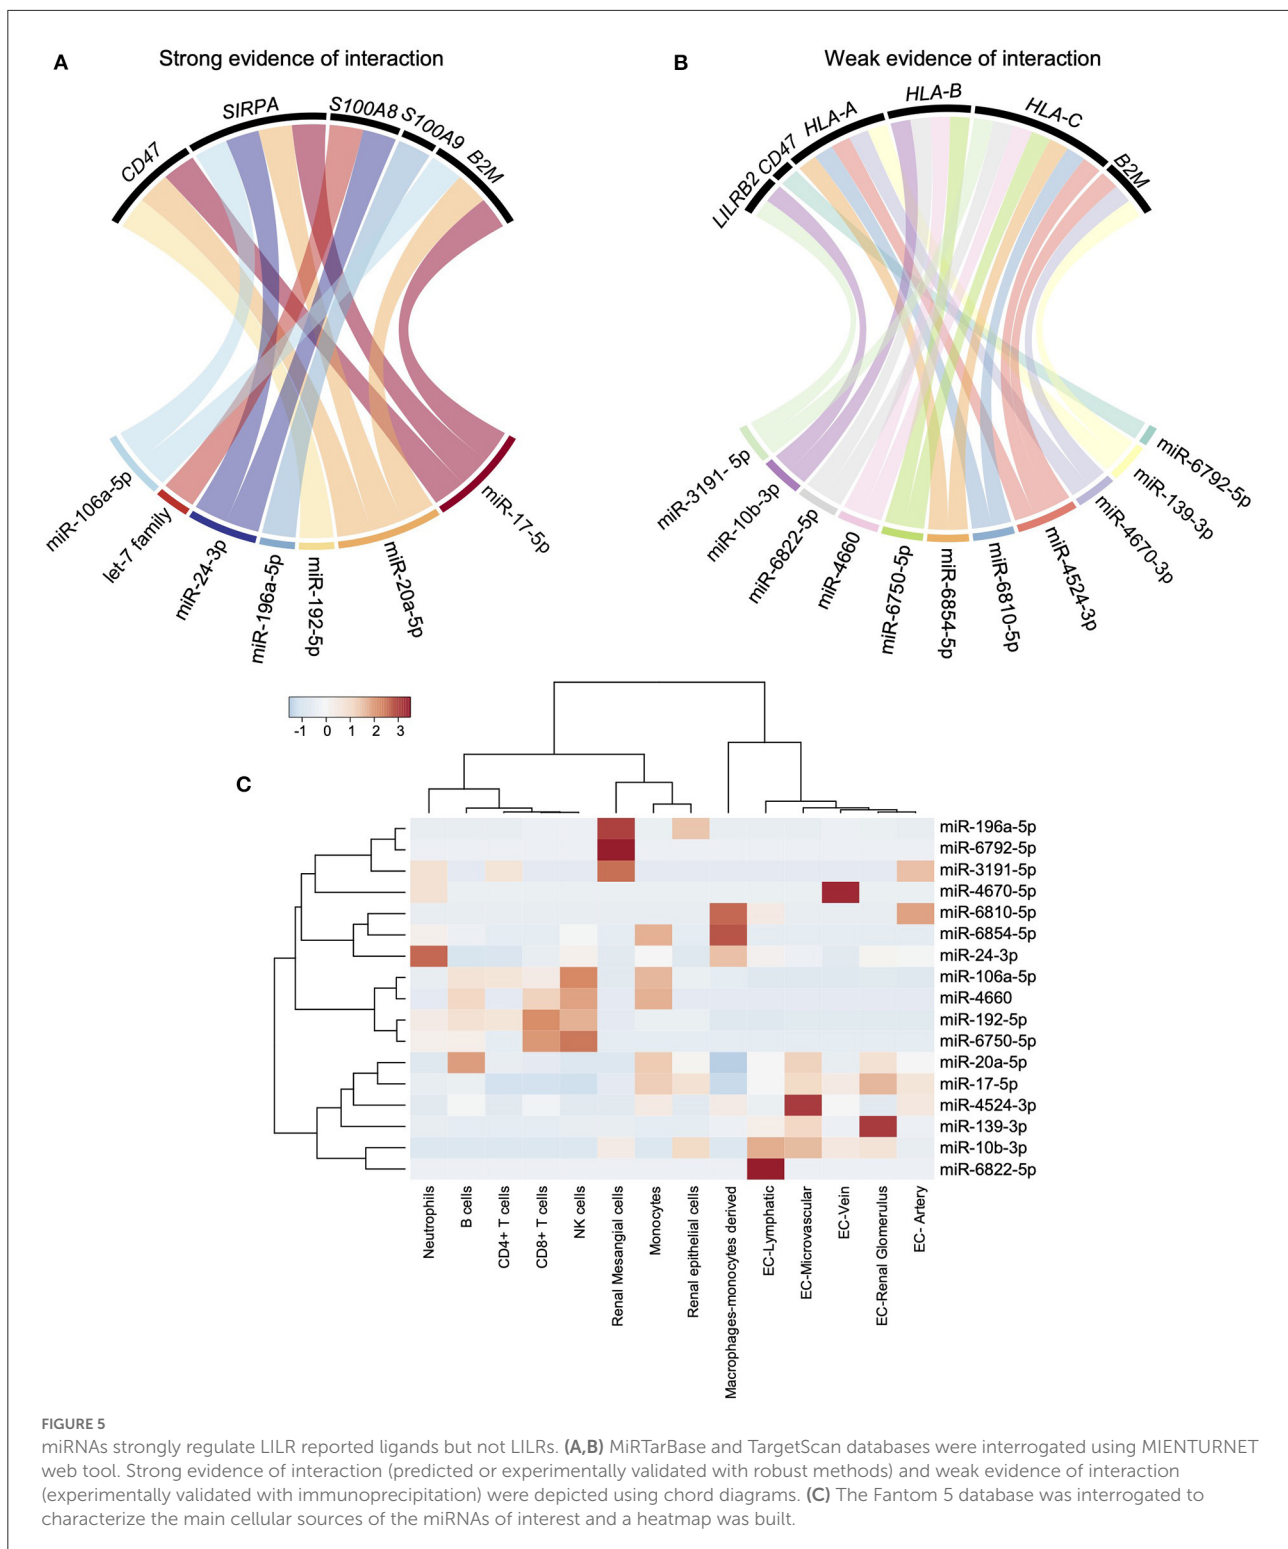 A
Strong evidence of interaction
CD47
SIRPA
S100A8
S100A9
B2M
miR-106a-5p
let-7 family
miR-24-3p
miR-196a-5p
miR-192-5p
miR-20a-5p
miR-17-5p
B
Weak evidence of interaction
LILRB2
CD47
HLA-A
HLA-B
HLA-C
B2M
miR-3191- 5p
miR-10b-3p
miR-6822-5p
miR-4660
miR-6750-5p
miR-6854-5p
miR-6810-5p
miR-4524-3p
miR-4670-3p
miR-139-3p
miR-6792-5p
-1 0 1 2 3
C
miR-196a-5p
miR-6792-5p
miR-3191-5p
miR-4670-5p
miR-6810-5p
miR-6854-5p
miR-24-3p
miR-106a-5p
miR-4660
miR-192-5p
miR-6750-5p
miR-20a-5p
miR-17-5p
miR-4524-3p
miR-139-3p
miR-10b-3p
miR-6822-5p
Neutrophils
B cells
CD4+ T cells
CD8+ T cells
NK cells
Renal Mesangial cells
Monocytes
Renal epithelial cells
Macrophages-monocytes derived
EC-Lymphatic
EC-Microvascular
EC-Vein
EC-Renal Glomerulus
EC- Artery
FIGURE 5
miRNAs strongly regulate LILR reported ligands but not LILRs. (A,B) MiRTarBase and TargetScan databases were interrogated using MIENTURNET
web tool. Strong evidence of interaction (predicted or experimentally validated with robust methods) and weak evidence of interaction
(experimentally validated with immunoprecipitation) were depicted using chord diagrams. (C) The Fantom 5 database was interrogated to
characterize the main cellular sources of the miRNAs of interest and a heatmap was built.